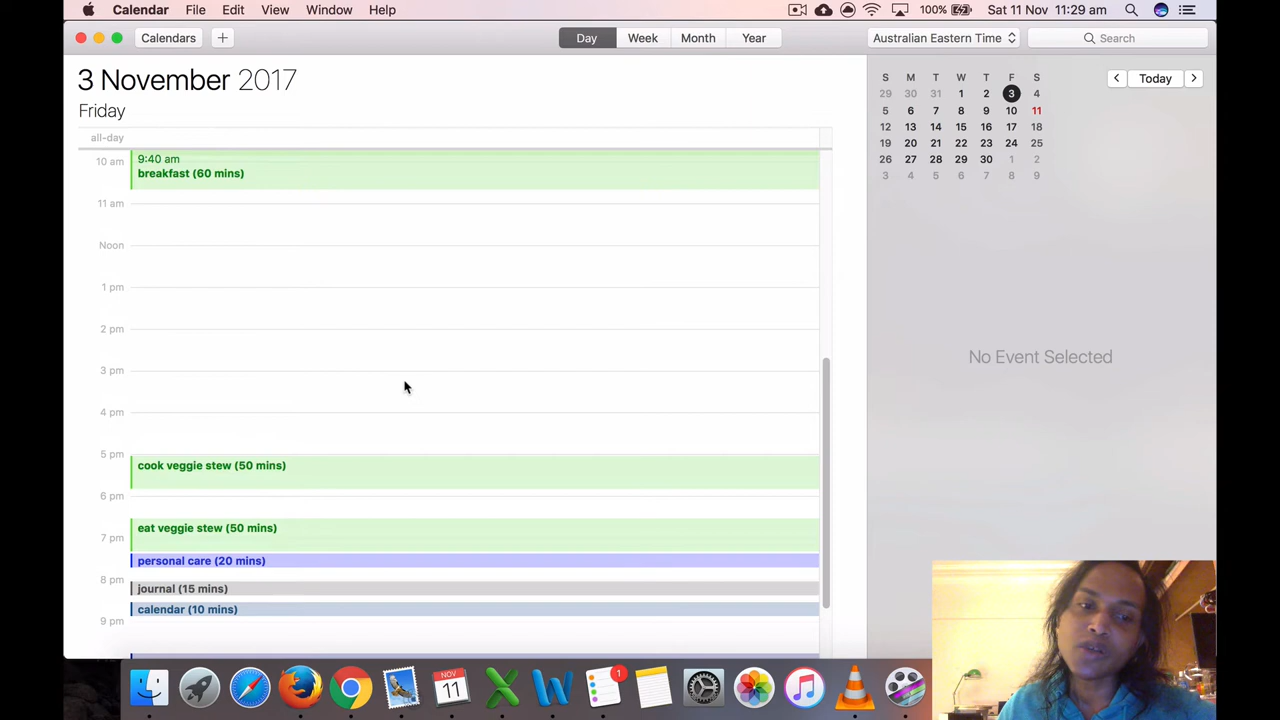 Calendar File Edit View Window Help 100% Sat 11 Nov 11:29 am
Calendars + Day Week Month Year Australian Eastern Time Search
3 November 2017
Friday
all-day
10 am
9:40 am
breakfast (60 mins)
11 am
Noon
1 pm
2 pm
3 pm
4 pm
5 pm
cook veggie stew (50 mins)
6 pm
eat veggie stew (50 mins)
7 pm
personal care (20 mins)
8 pm
journal (15 mins)
calendar (10 mins)
9 pm
S M T W T F S
< Today >
29 30 31 1 2 3 4
5 6 7 8 9 10 11
12 13 14 15 16 17 18
19 20 21 22 23 24 25
26 27 28 29 30 1 2
3 4 5 6 7 8 9
No Event Selected
NOV
11
1